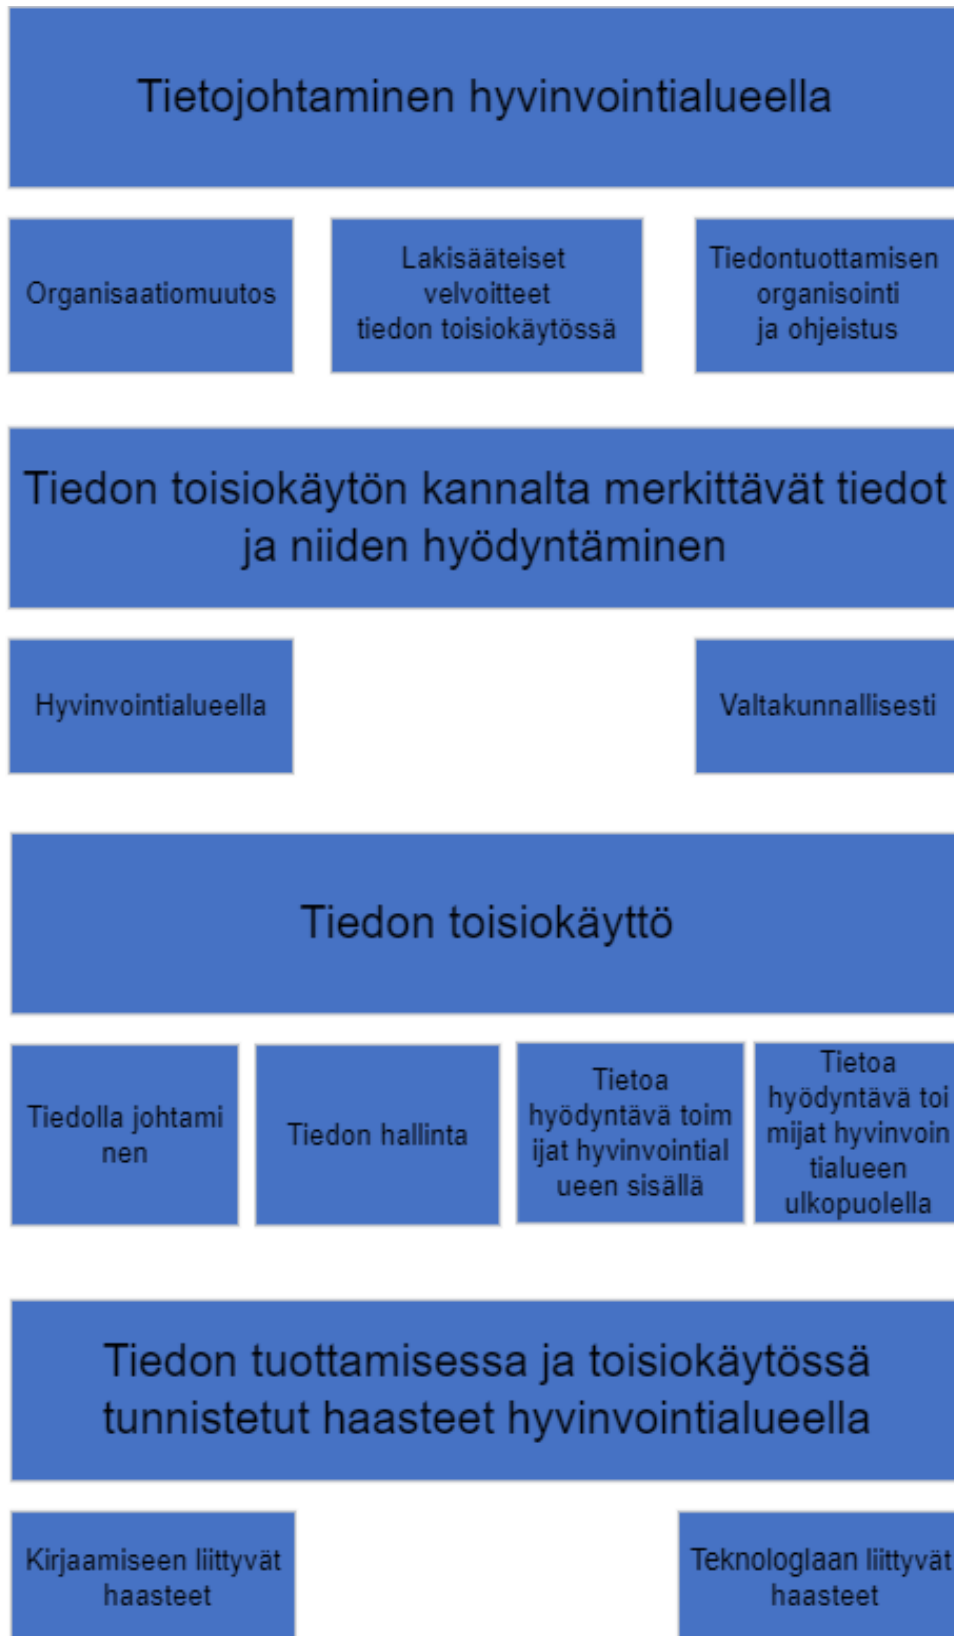 Tietojohtaminen hyvinvointialueella
Organisaatiomuutos
Lakisääteiset
velvoitteet
tiedon toisiokäytössä
Tiedontuottamisen
organisointi
ja ohjeistus
Tiedon toisiokäytön kannalta merkittävät tiedot
ja niiden hyödyntäminen
Hyvinvointialueella
Valtakunnallisesti
Tiedon toisiokäyttö
Tiedolla johtami
nen
Tiedon hallinta
Tietoa
hyödyntävä toim
ijat hyvinvointial
ueen sisällä
Tietoa
hyödyntävä toi
mijat hyvinvoin
tialueen
ulkopuolella
Tiedon tuottamisessa ja toisiokäytössä
tunnistetut haasteet hyvinvointialueella
Kirjaamiseen liittyvät
haasteet
Teknologlaan liittyvät
haasteet